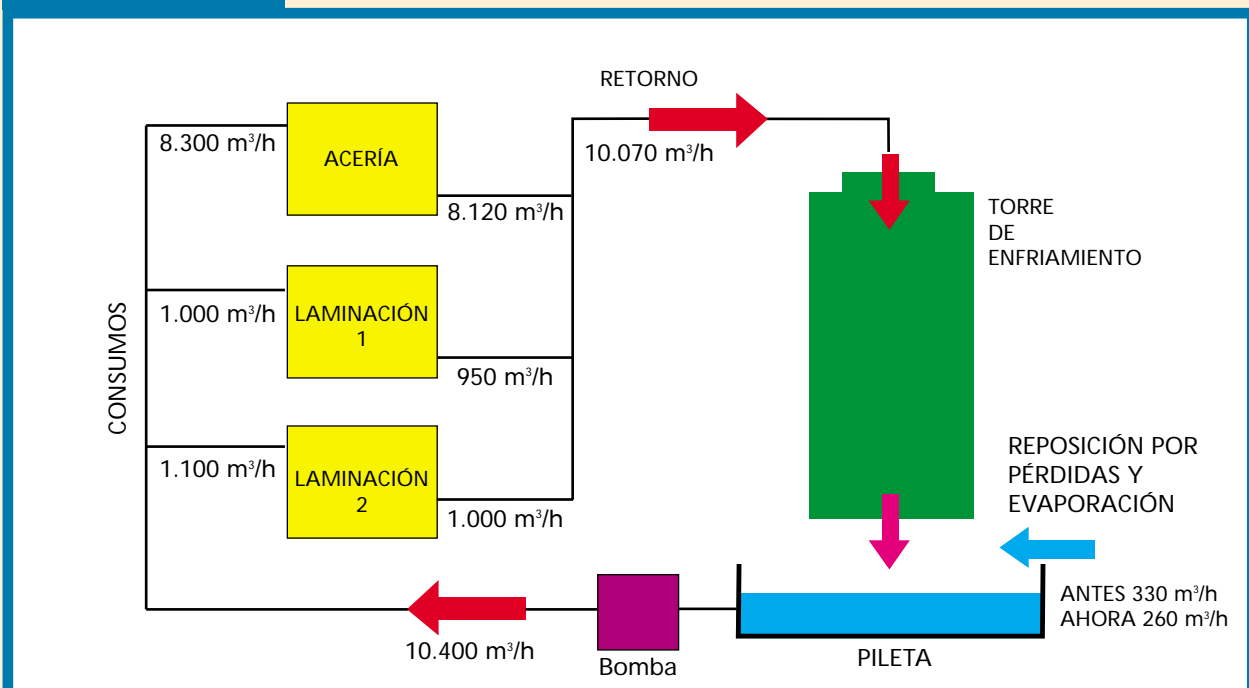 RETORNO
10.070 m³/h
8.300 m³/h
ACERÍA
8.120 m³/h
1.000 m³/h
LAMINACIÓN
1
950 m³/h
CONSUMOS
1.100 m³/h
LAMINACIÓN
2
1.000 m³/h
10.400 m³/h
Bomba
TORRE
DE
ENFRIAMIENTO
REPOSICIÓN POR
PÉRDIDAS Y
EVAPORACIÓN
ANTES 330 m³/h
AHORA 260 m³/h
PILETA